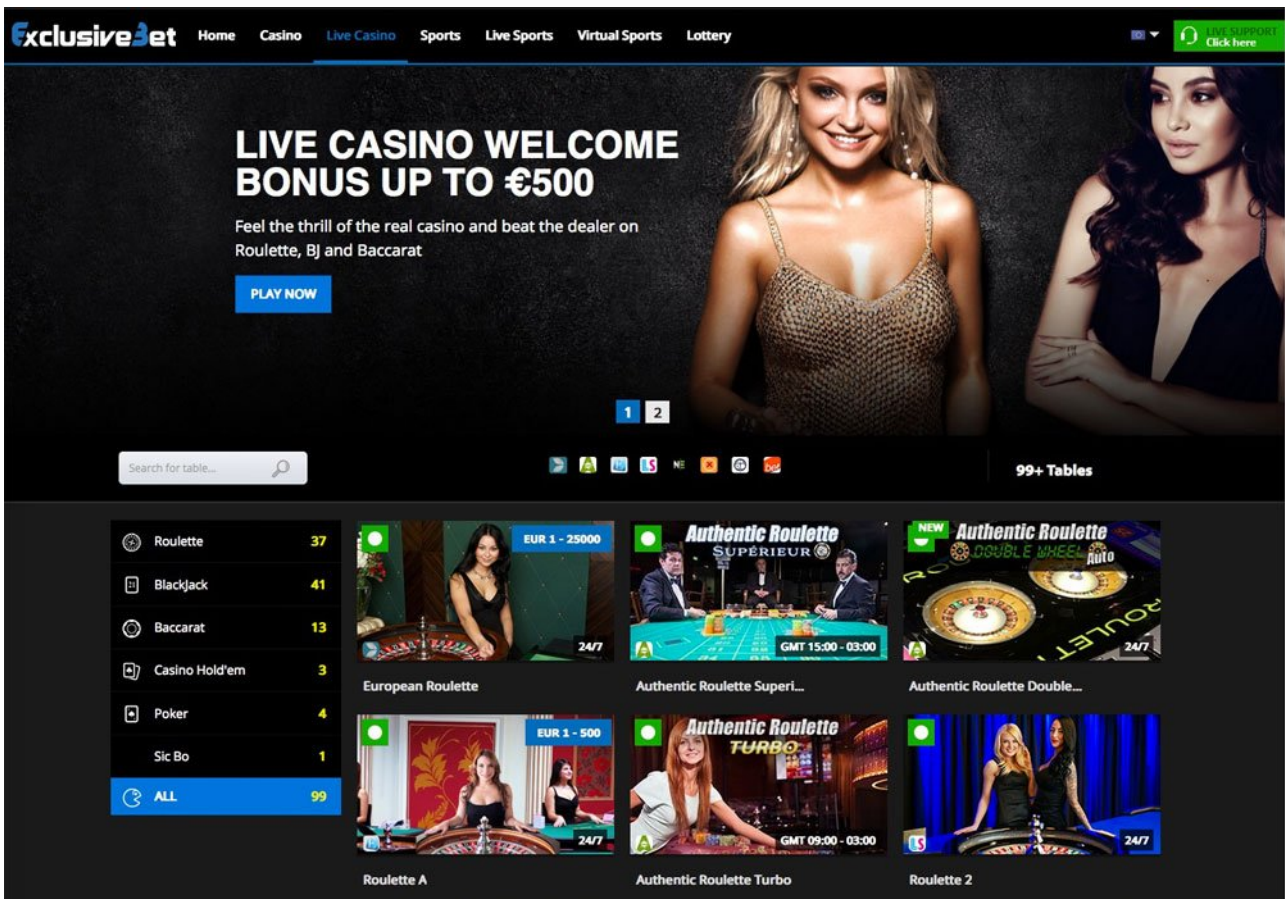 ExclusiveBet
Home Casino Live Casino Sports Live Sports Virtual Sports Lottery
LIVE SUPPORT
Click here
LIVE CASINO WELCOME
BONUS UP TO €500
Feel the thrill of the real casino and beat the dealer on
Roulette, BJ and Baccarat
PLAY NOW
1 2
Search for table...
LS
99+ Tables
Roulette 37
BlackJack 41
Baccarat 13
Casino Hold'em 3
Poker 4
Sic Bo 1
ALL 99
EUR 1 - 25000
24/7
European Roulette
Authentic Roulette
SUPÉRIEUR
GMT 15:00 - 03:00
Authentic Roulette Superi...
NEW
Authentic Roulette
DOUBLE WHEEL
Auto
24/7
Authentic Roulette Double...
EUR 1 - 500
24/7
Roulette A
Authentic Roulette
TURBO
GMT 09:00 - 03:00
Authentic Roulette Turbo
LS
24/7
Roulette 2